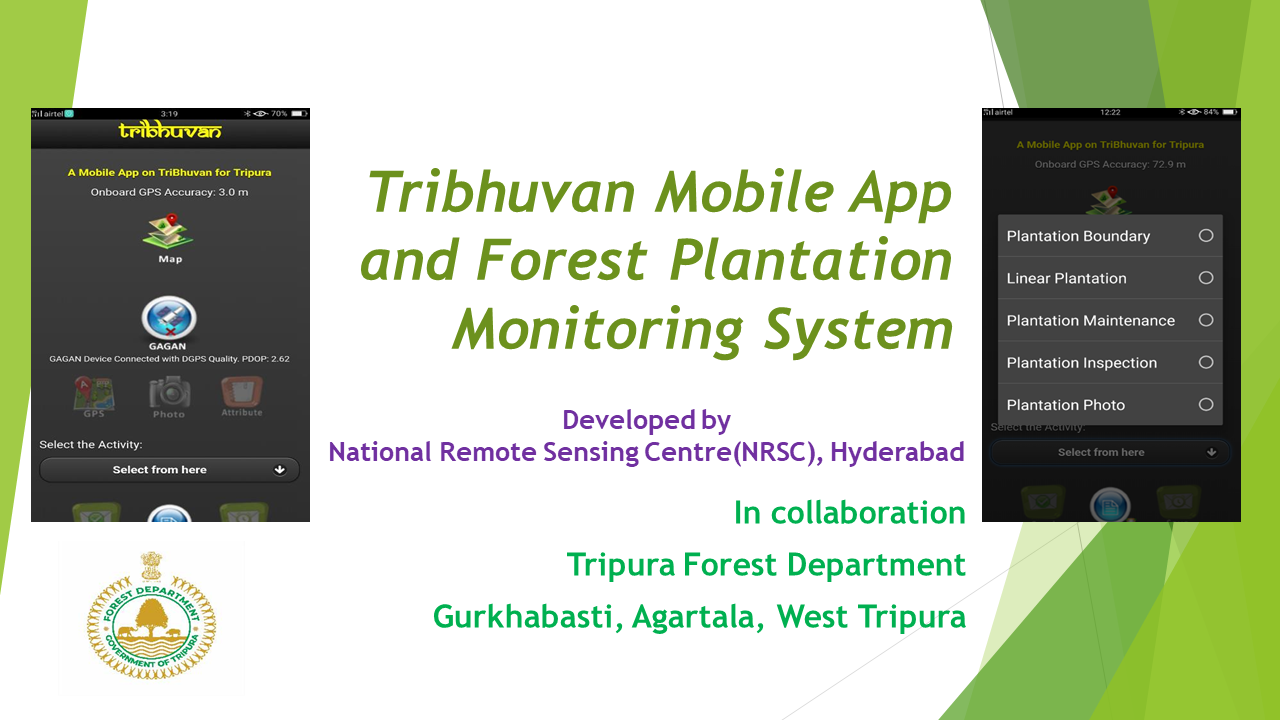 airtel 3:19 70%
tribhuvan
A Mobile App on TriBhuvan for Tripura
Onboard GPS Accuracy: 3.0 m
Map
GAGAN
GAGAN Device Connected with DGPS Quality. PDOP: 2.62
GPS Photo Attribute
Select the Activity:
Select from here
Tribhuvan Mobile App
and Forest Plantation
Monitoring System
Developed by
National Remote Sensing Centre(NRSC), Hyderabad
In collaboration
Tripura Forest Department
Gurkhabasti, Agartala, West Tripura
airtel 12:22 84%
A Mobile App on TriBhuvan for Tripura
Onboard GPS Accuracy: 72.9 m
Plantation Boundary
Linear Plantation
Plantation Maintenance
Plantation Inspection
Plantation Photo
Select the Activity:
Select from here
FOREST DEPARTMENT
GOVERNMENT OF TRIPURA